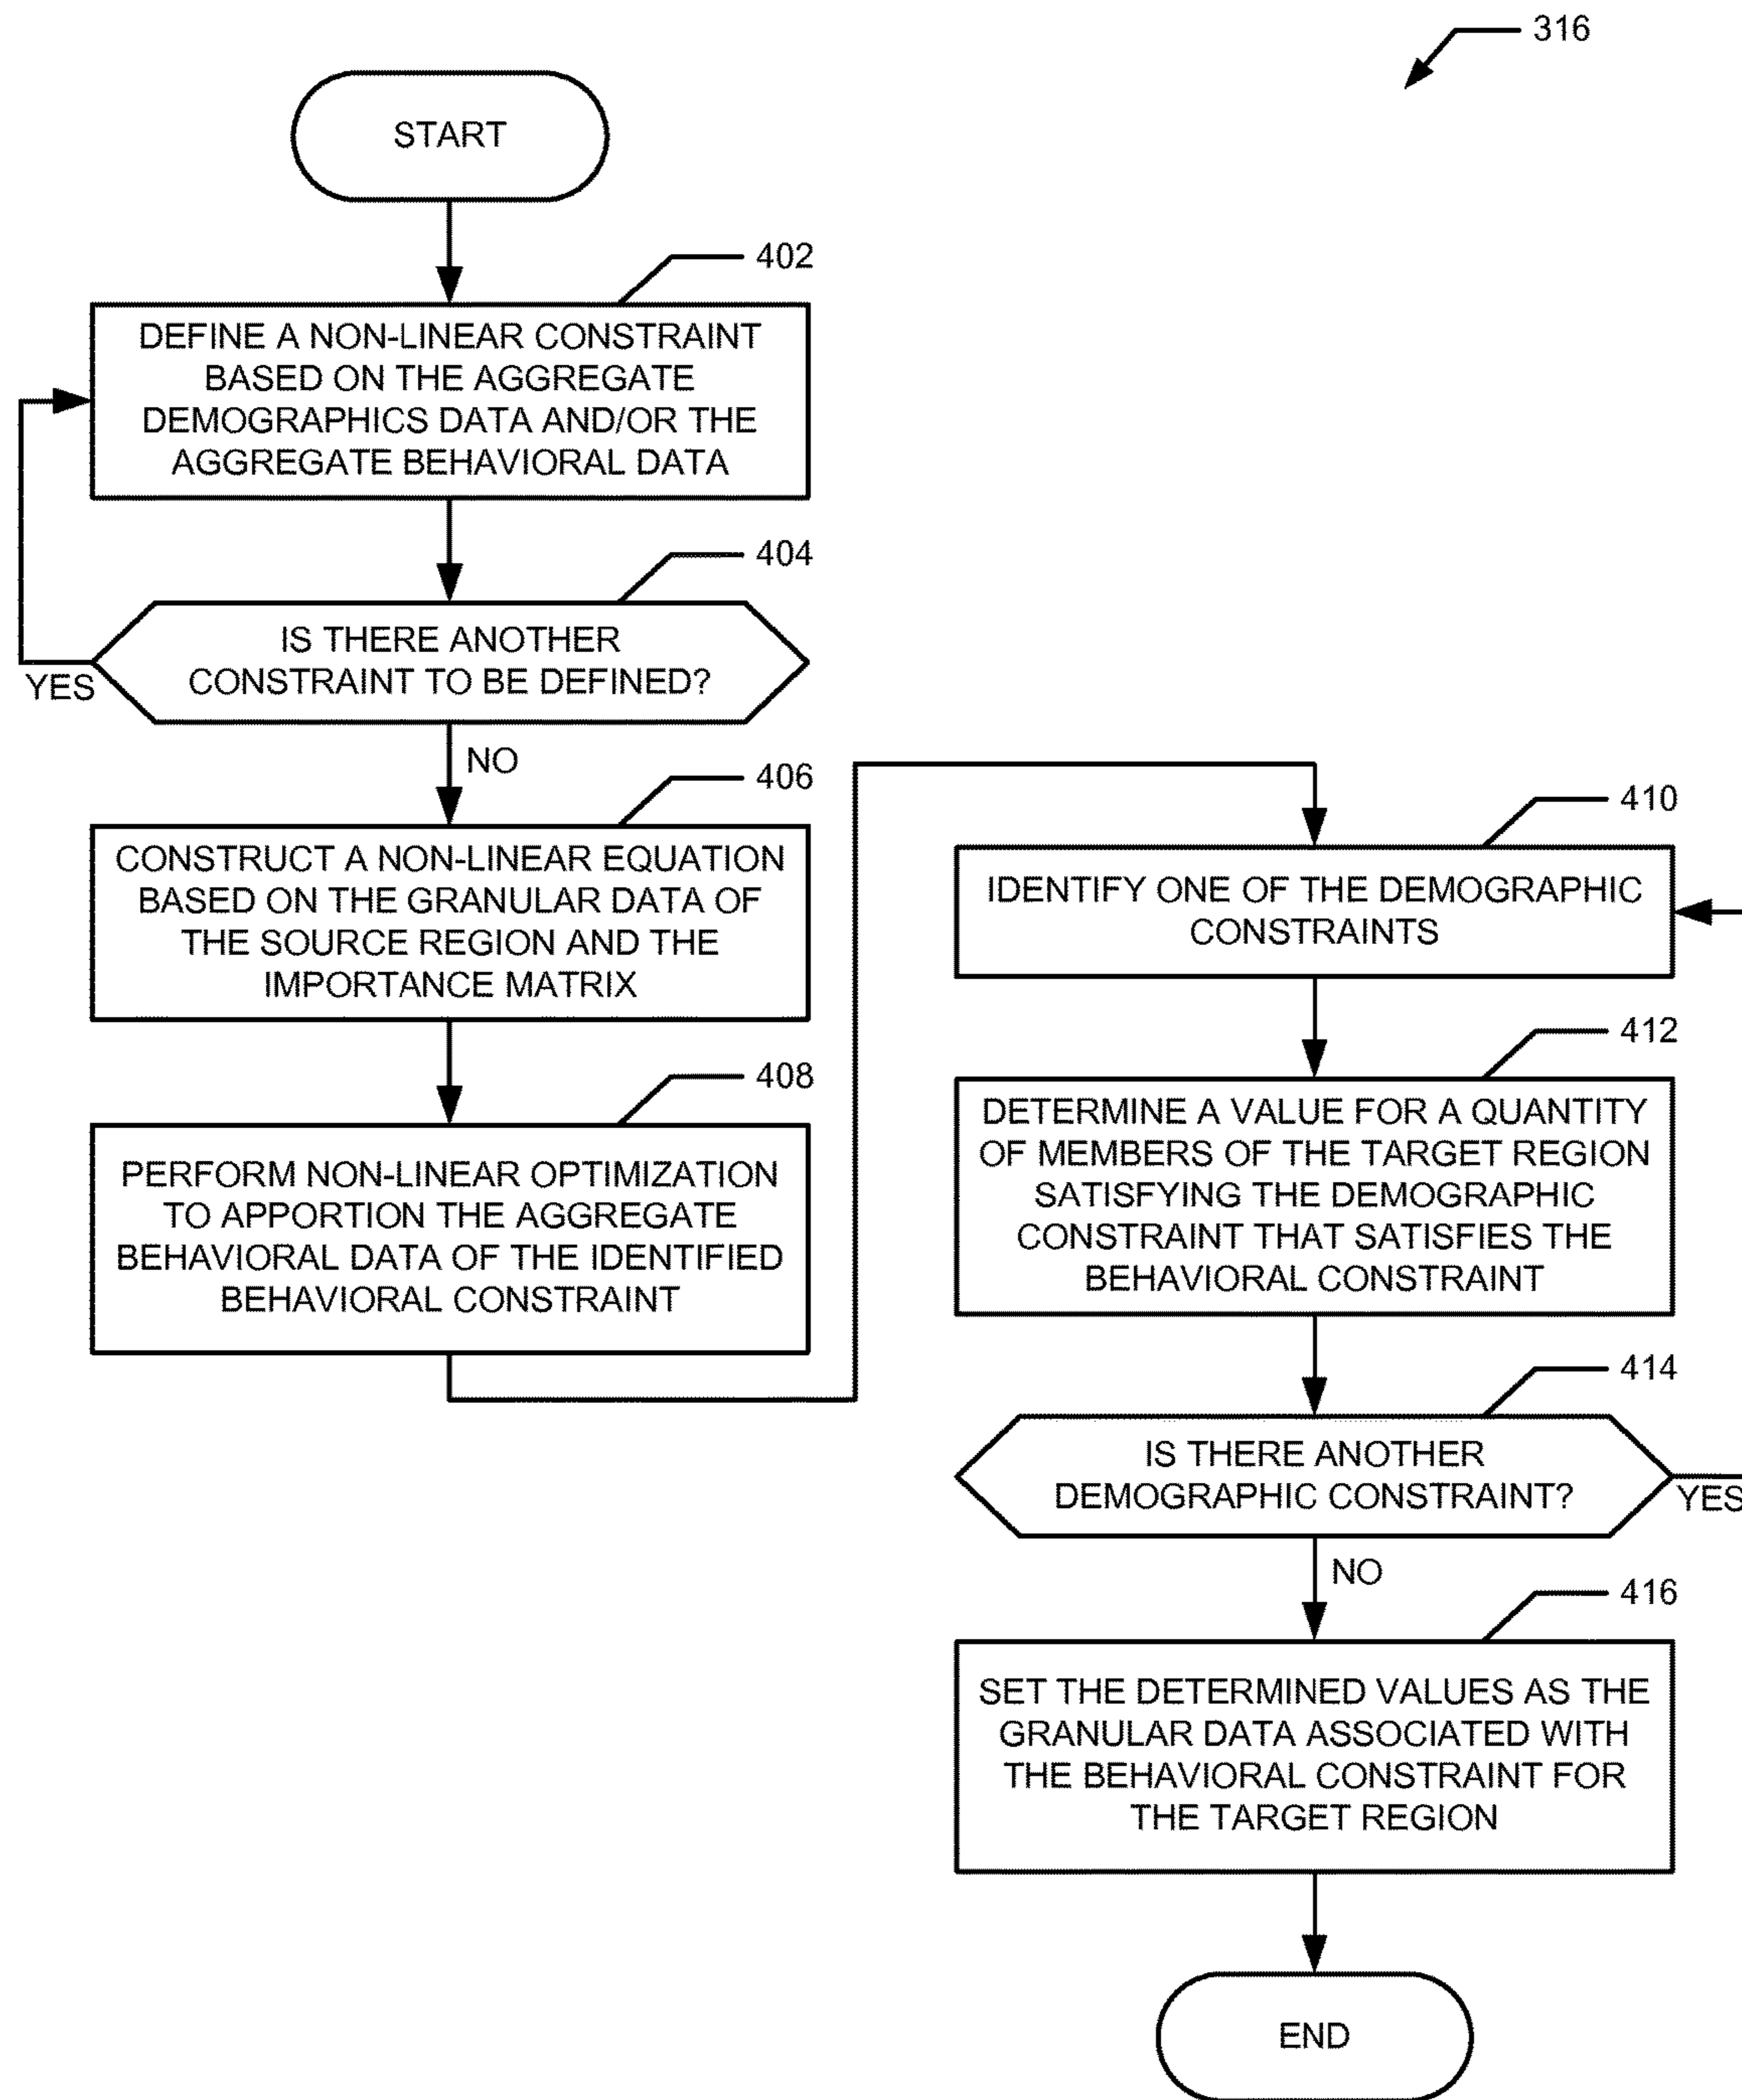 316
START
402
DEFINE A NON-LINEAR CONSTRAINT
BASED ON THE AGGREGATE
DEMOGRAPHICS DATA AND/OR THE
AGGREGATE BEHAVIORAL DATA
404
IS THERE ANOTHER
CONSTRAINT TO BE DEFINED?
YES
NO
406
CONSTRUCT A NON-LINEAR EQUATION
BASED ON THE GRANULAR DATA OF
THE SOURCE REGION AND THE
IMPORTANCE MATRIX
408
PERFORM NON-LINEAR OPTIMIZATION
TO APPORTION THE AGGREGATE
BEHAVIORAL DATA OF THE IDENTIFIED
BEHAVIORAL CONSTRAINT
410
IDENTIFY ONE OF THE DEMOGRAPHIC
CONSTRAINTS
412
DETERMINE A VALUE FOR A QUANTITY
OF MEMBERS OF THE TARGET REGION
SATISFYING THE DEMOGRAPHIC
CONSTRAINT THAT SATISFIES THE
BEHAVIORAL CONSTRAINT
414
IS THERE ANOTHER
DEMOGRAPHIC CONSTRAINT?
YES
NO
416
SET THE DETERMINED VALUES AS THE
GRANULAR DATA ASSOCIATED WITH
THE BEHAVIORAL CONSTRAINT FOR
THE TARGET REGION
END